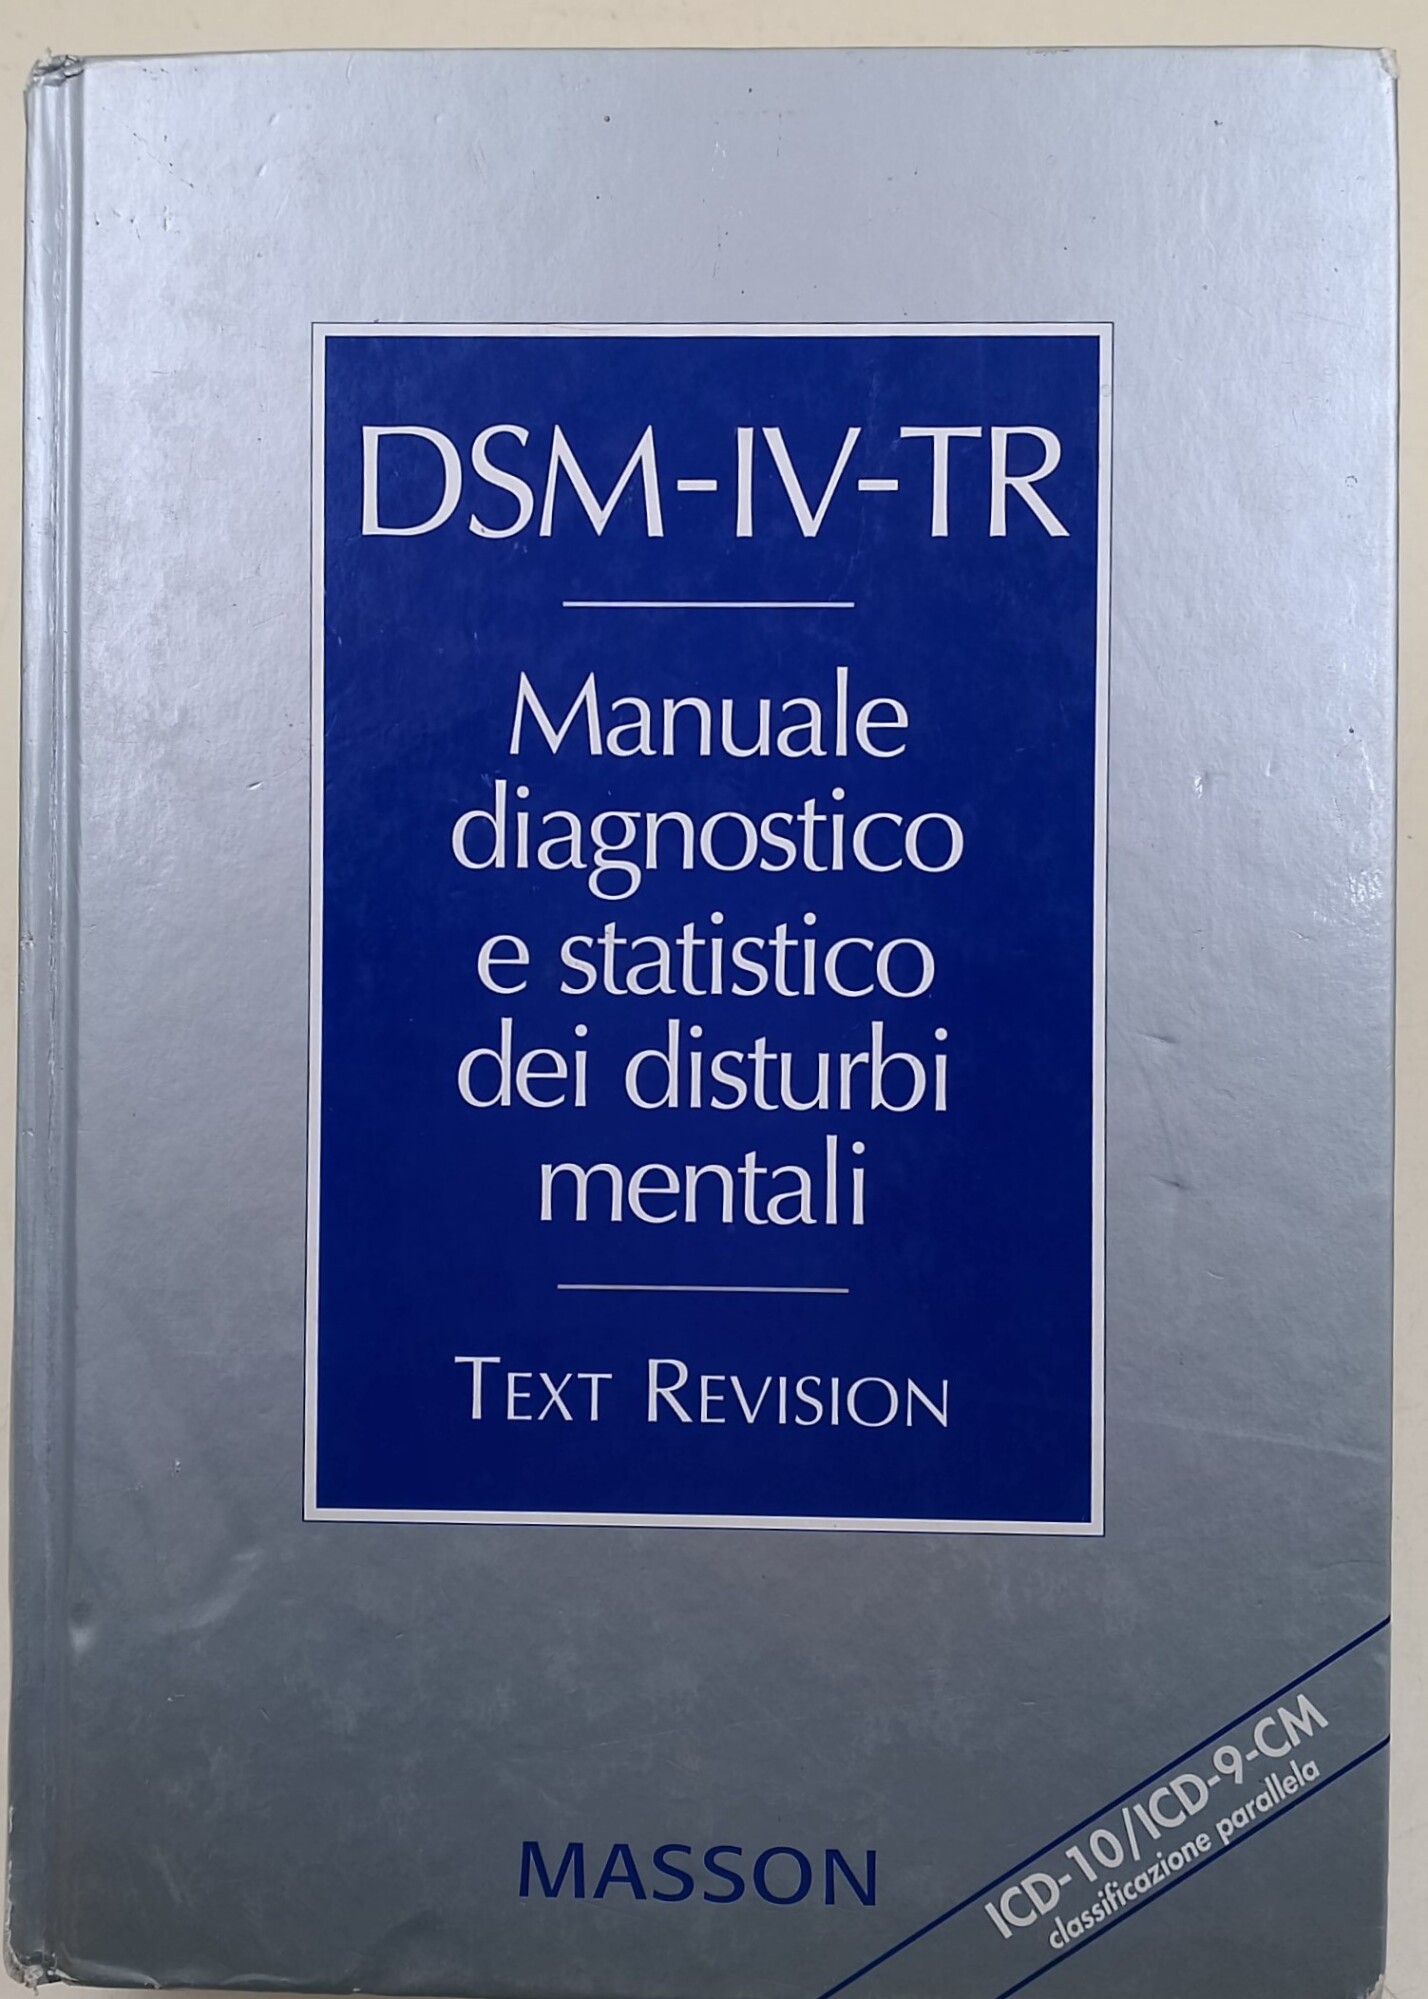 DSM-IV-TR
Manuale
diagnostico
e statistico
dei disturbi
mentali
TEXT REVISION
MASSON
ICD-10/ICD-9-CM
classificazione parallela